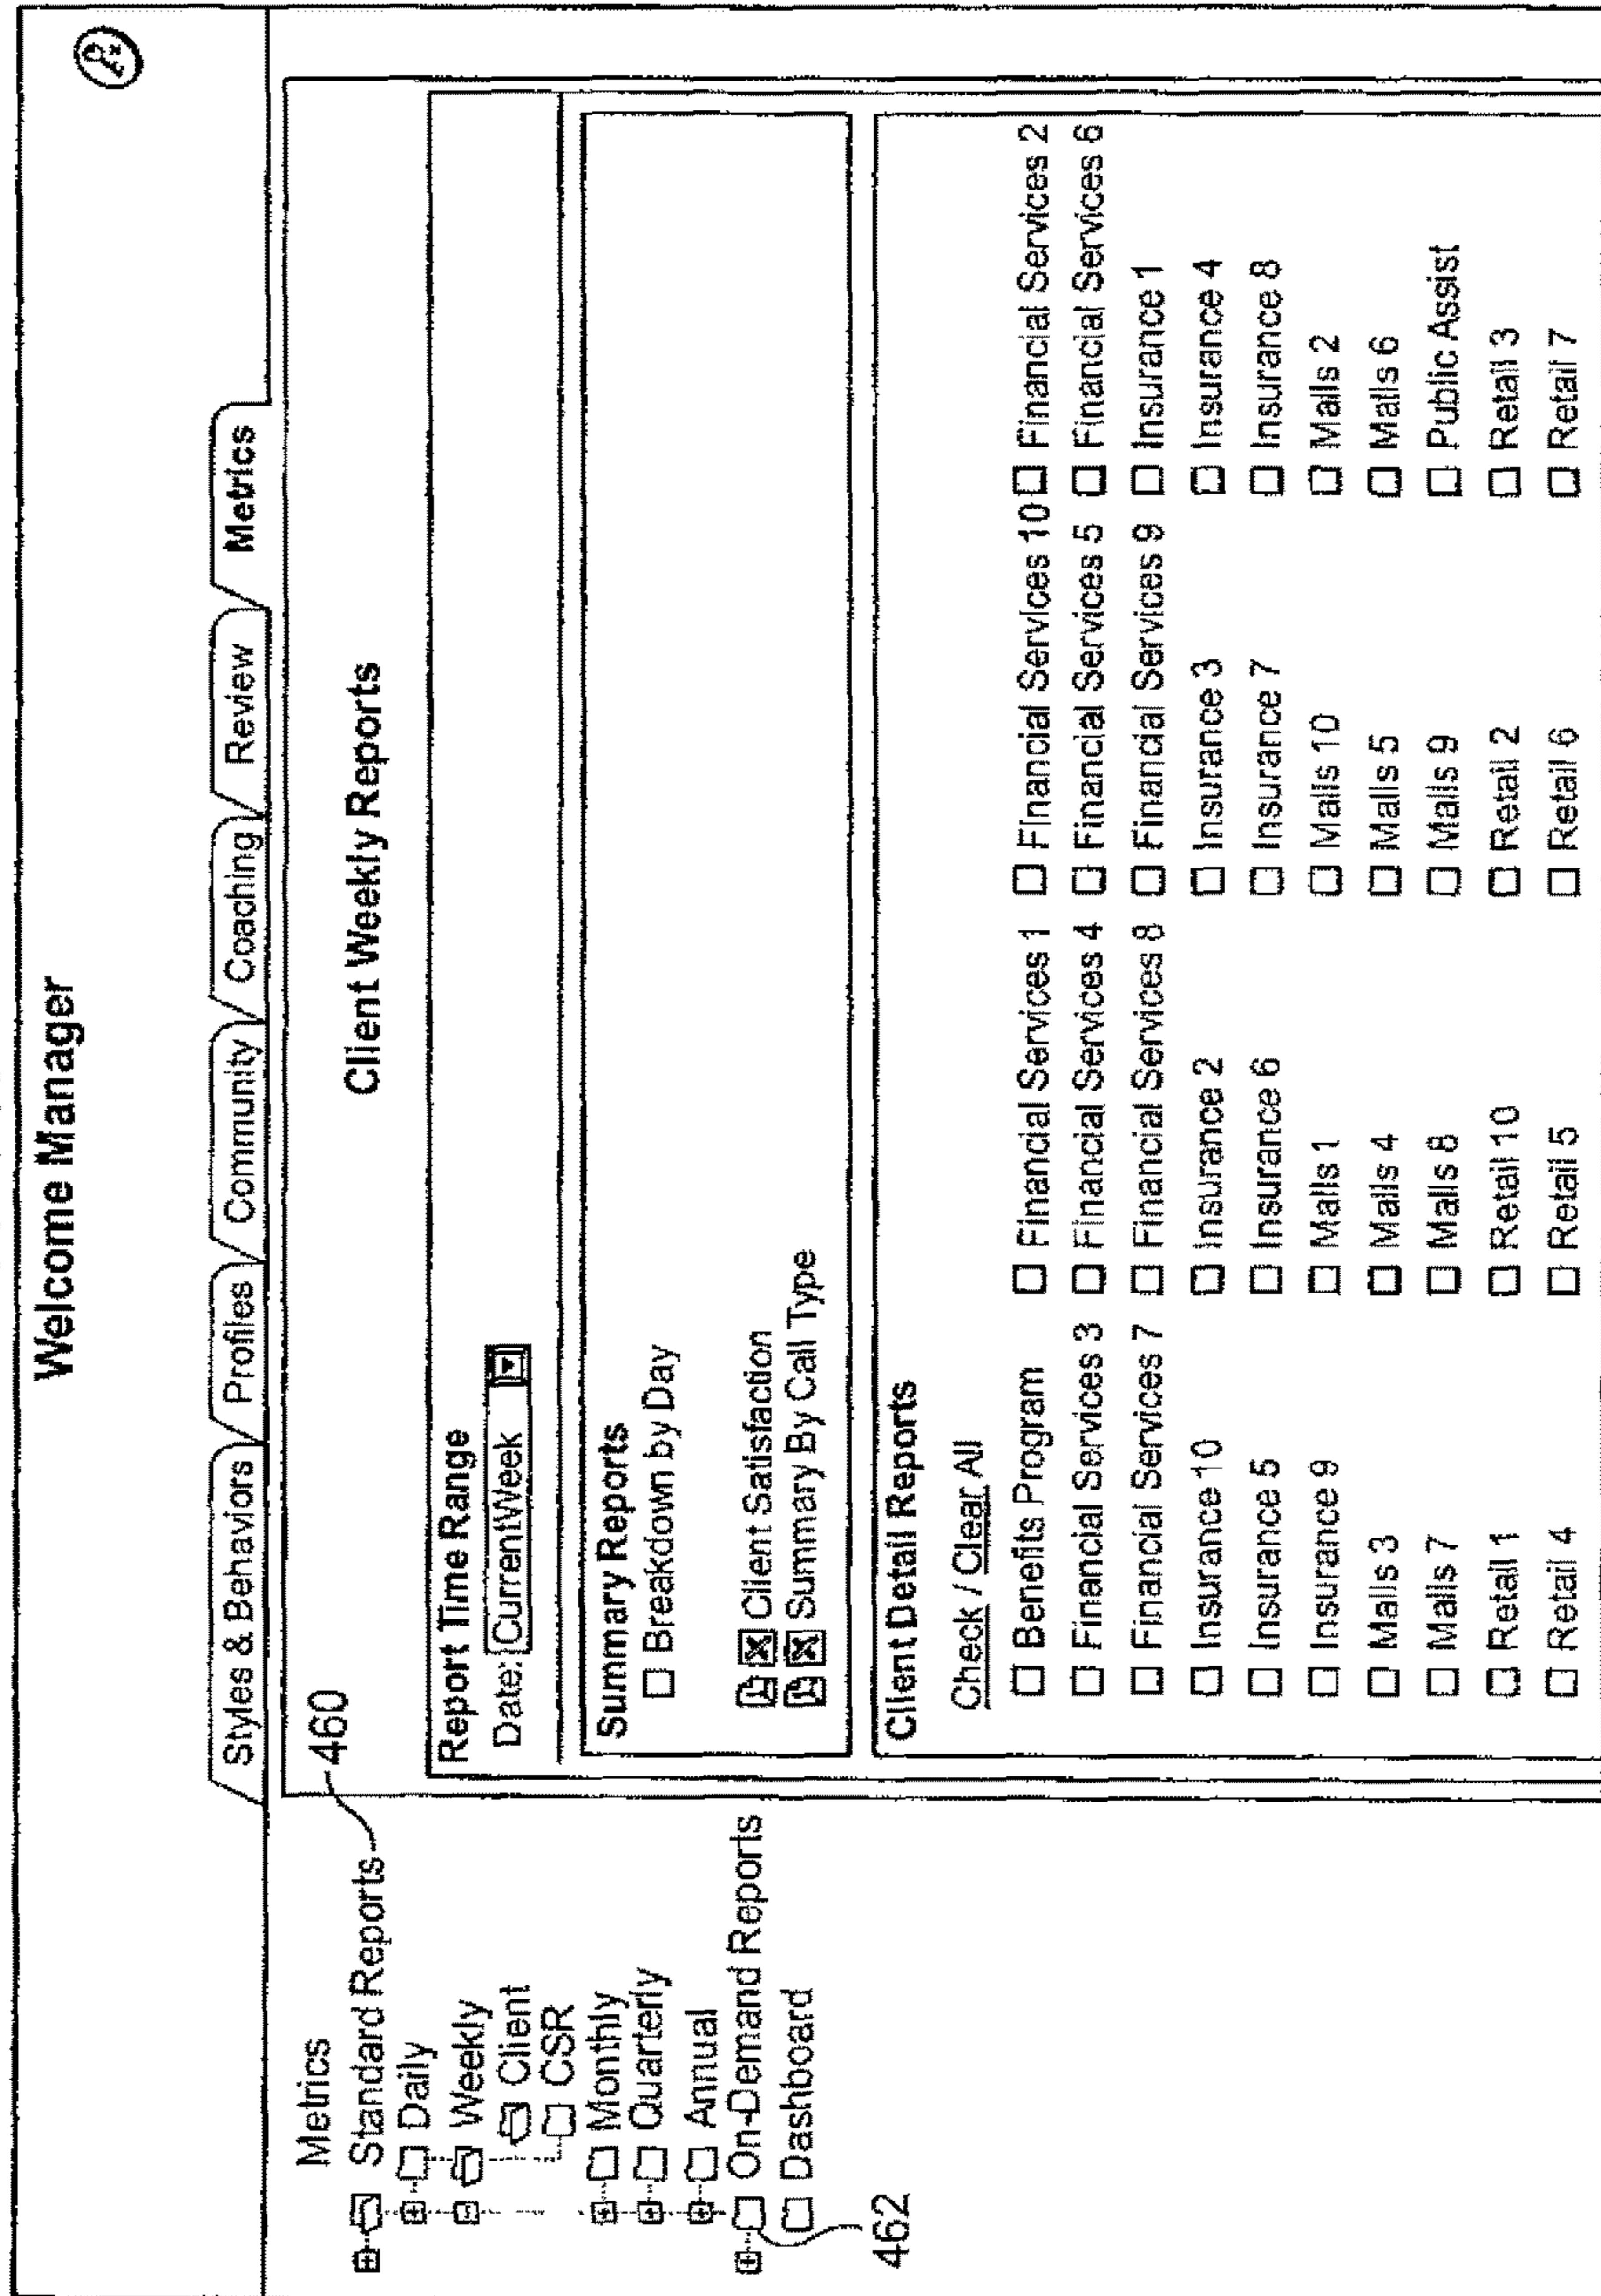 Welcome Manager
Styles & Behaviors Profiles Community Coaching Review Metrics
Metrics
Standard Reports
460
Daily
Weekly
Client
CSR
Monthly
Quarterly
Annual
On-Demand Reports
Dashboard
462
Client Weekly Reports
Report Time Range
Date: CurrentWeek
Summary Reports
Breakdown by Day
Client Satisfaction
Summary By Call Type
Client Detail Reports
Check / Clear All
Benefits Program Financial Services 1 Financial Services 10 Financial Services 2
Financial Services 3 Financial Services 4 Financial Services 5 Financial Services 6
Financial Services 7 Financial Services 8 Financial Services 9 Insurance 1
Insurance 10 Insurance 2 Insurance 3 Insurance 4
Insurance 5 Insurance 6 Insurance 7 Insurance 8
Insurance 9 Malls 1 Malls 10 Malls 2
Malls 3 Malls 4 Malls 5 Malls 6
Malls 7 Malls 8 Malls 9 Public Assist
Retail 1 Retail 10 Retail 2 Retail 3
Retail 4 Retail 5 Retail 6 Retail 7